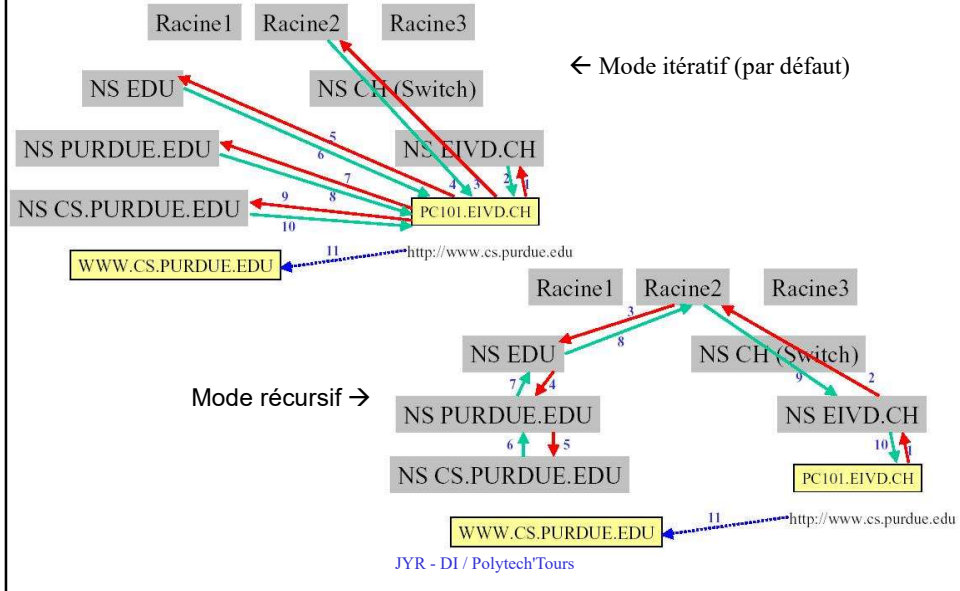 Racine1 Racine2 Racine3
← Mode itératif (par défaut)
NS EDU NS CH (Switch)
5
6
NS PURDUE.EDU NS EIVD.CH
7
8
4 3 2 1
NS CS.PURDUE.EDU
9
10
PC101.EIVD.CH
11
http://www.cs.purdue.edu
WWW.CS.PURDUE.EDU
Racine1 Racine2 Racine3
3
8
NS EDU NS CH (Switch)
9 2
7 4
Mode récursif →
NS PURDUE.EDU NS EIVD.CH
6 5
10 1
NS CS.PURDUE.EDU PC101.EIVD.CH
11
http://www.cs.purdue.edu
WWW.CS.PURDUE.EDU
JYR - DI / Polytech'Tours